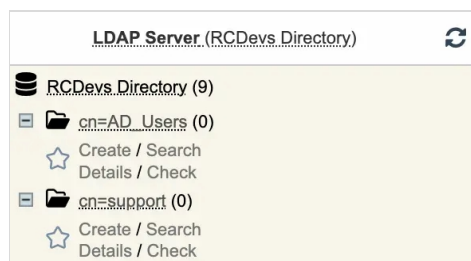 LDAP Server (RCDevs Directory)
RCDevs Directory (9)
cn=AD_Users (0)
Create / Search
Details / Check
cn=support (0)
Create / Search
Details / Check